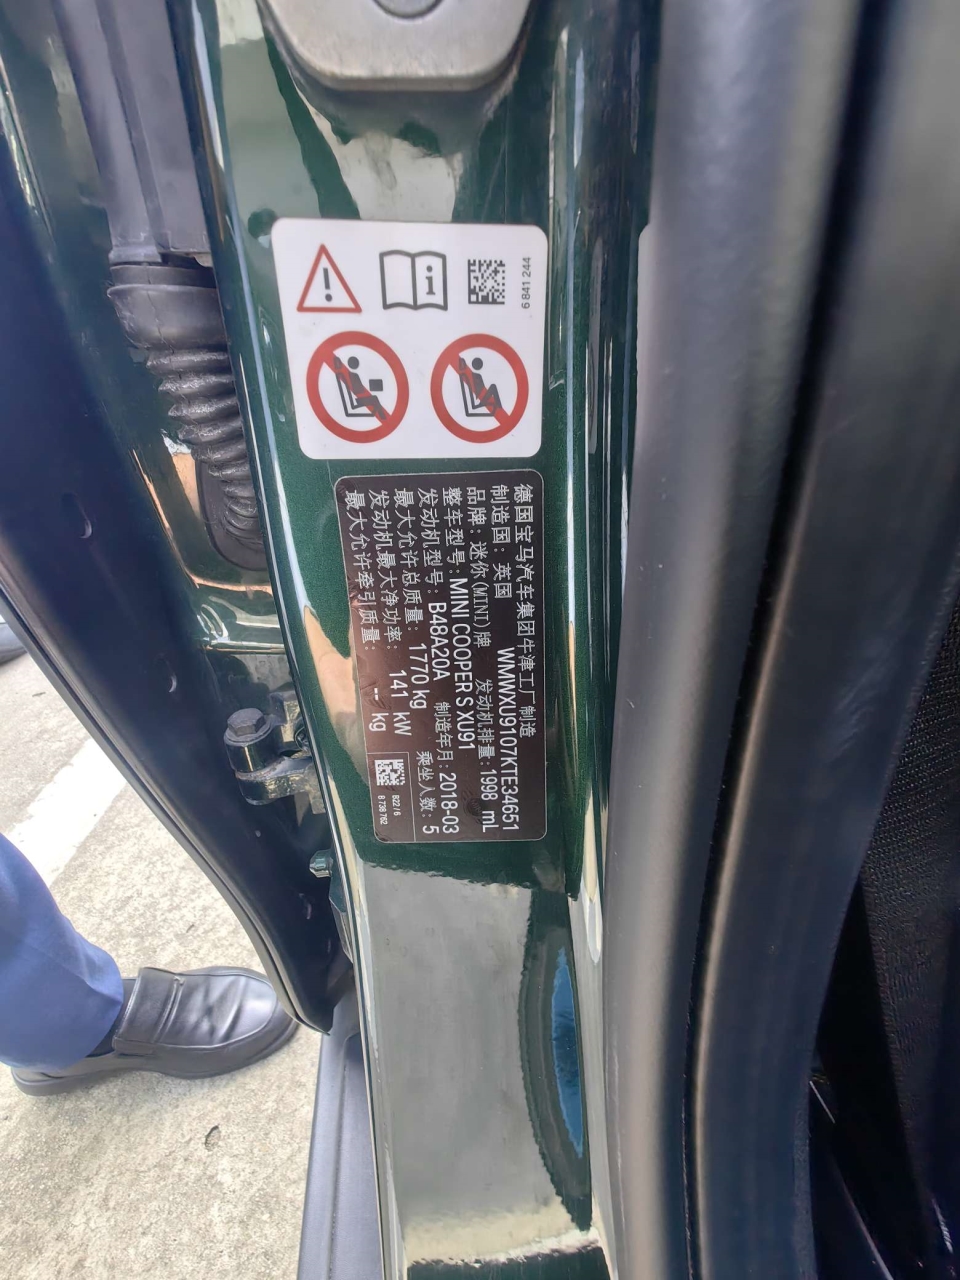 6 841 244
德国宝马汽车集团牛津工厂 制造
制造国：英国 WMWXU9107KTE34651
品牌：迷你(MINI)牌 发动机排量：1998 mL
整车型号：MINI COOPER S XU91
发动机型号：B48A20A 制造年月：2018-03
最大允许总质量：1770 kg 乘坐人数：5
发动机最大净功率：141 kW
最大允许牵引质量：-- kg
B22 / 6
8 738 762